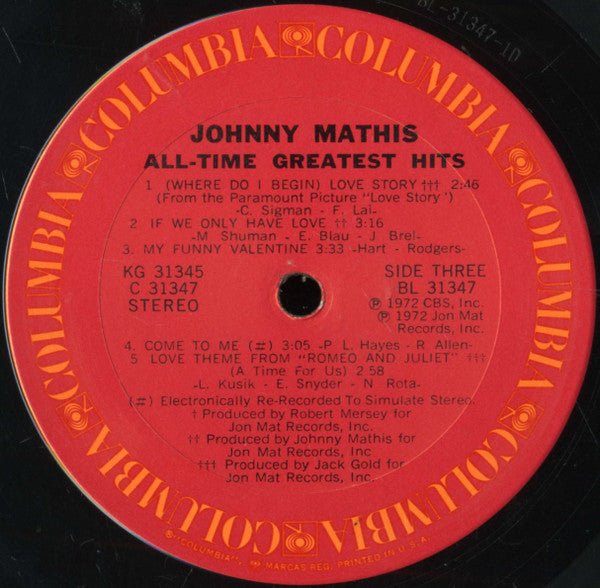 BL-31347-1D
COLUMBIA COLUMBIA COLUMBIA COLUMBIA COLUMBIA COLUMBIA
JOHNNY MATHIS
ALL-TIME GREATEST HITS
1 (WHERE DO I BEGIN) LOVE STORY ††† 2:46
(From the Paramount Picture "Love Story')
-C. Sigman - F. Lai-
2 IF WE ONLY HAVE LOVE †† 3:16
-M Shuman - E. Blau - J Brel-
3. MY FUNNY VALENTINE 3:33 -Hart - Rodgers-
KG 31345
C 31347
STEREO
SIDE THREE
BL 31347
Ⓟ 1972 CBS, Inc.
Ⓟ 1972 Jon Mat
Records, Inc.
4. COME TO ME (#) 3:05 -P L. Hayes - R Allen-
5 LOVE THEME FROM "ROMEO AND JULIET" †††
(A Time For Us) 2 58
-L. Kusik - E. Snyder - N Rota-
(#) Electronically Re-Recorded To Simulate Stereo.
† Produced by Robert Mersey for
Jon Mat Records, Inc.
†† Produced by Johnny Mathis for
Jon Mat Records, Inc
††† Produced by Jack Gold for
Jon Mat Records, Inc.
®"COLUMBIA", MARCAS REG. PRINTED IN U.S.A.